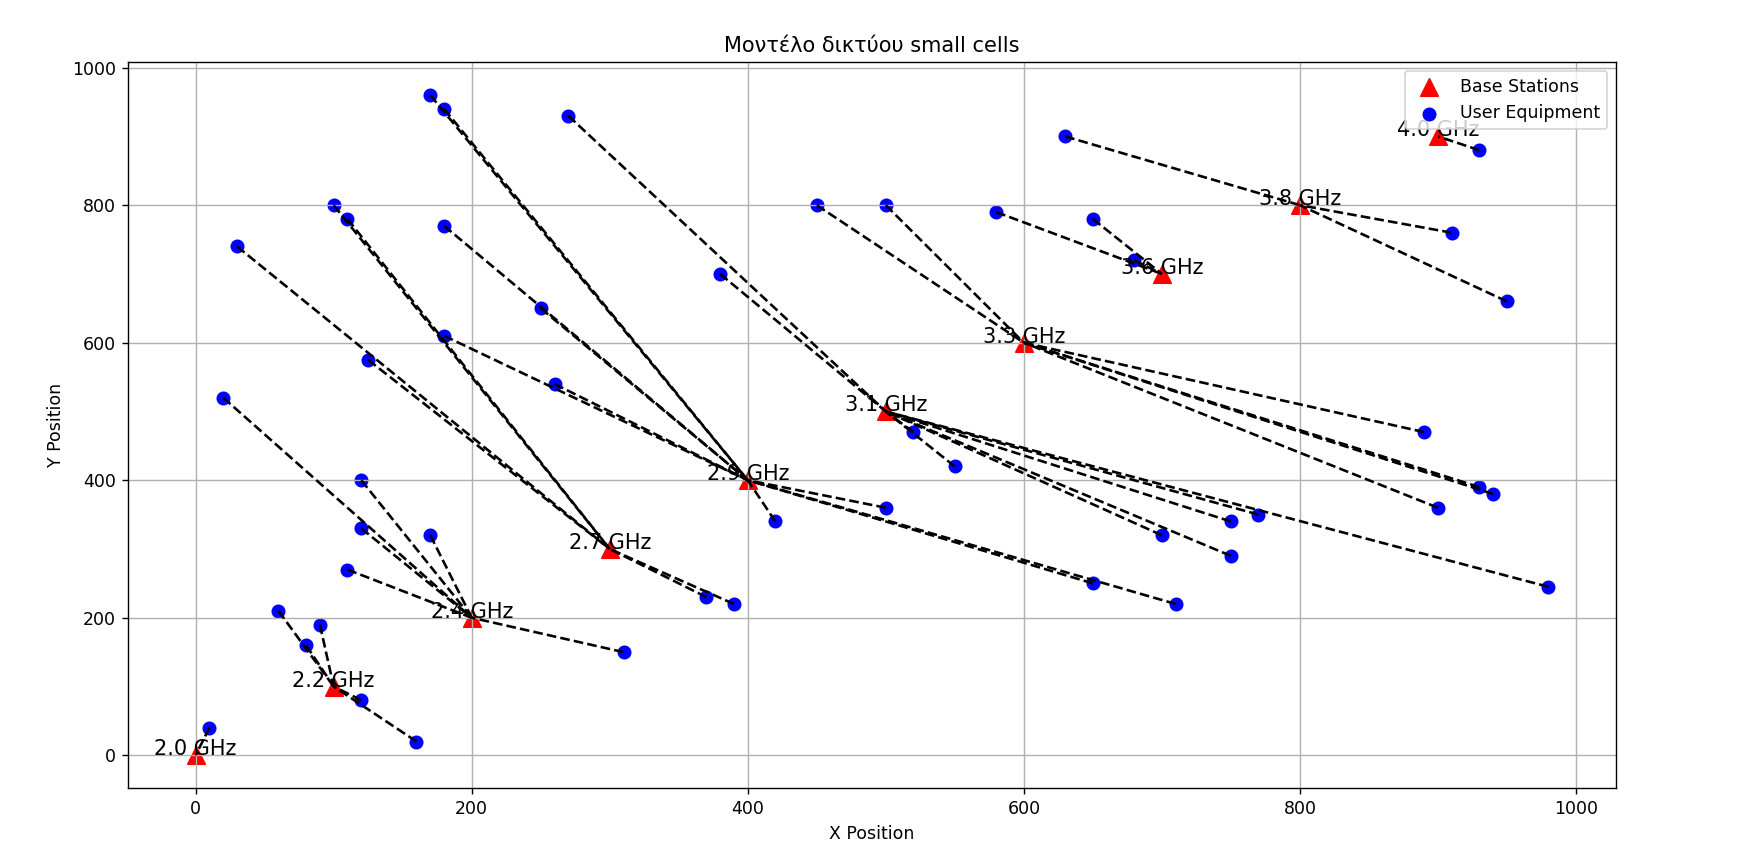 Μοντέλο δικτύου small cells
Base Stations
User Equipment
Y Position
1000
800
600
400
200
0
4.0 GHz
3.8 GHz
3.6 GHz
3.3 GHz
3.1 GHz
2.9 GHz
2.7 GHz
2.4 GHz
2.2 GHz
2.0 GHz
0 200 400 600 800 1000
X Position